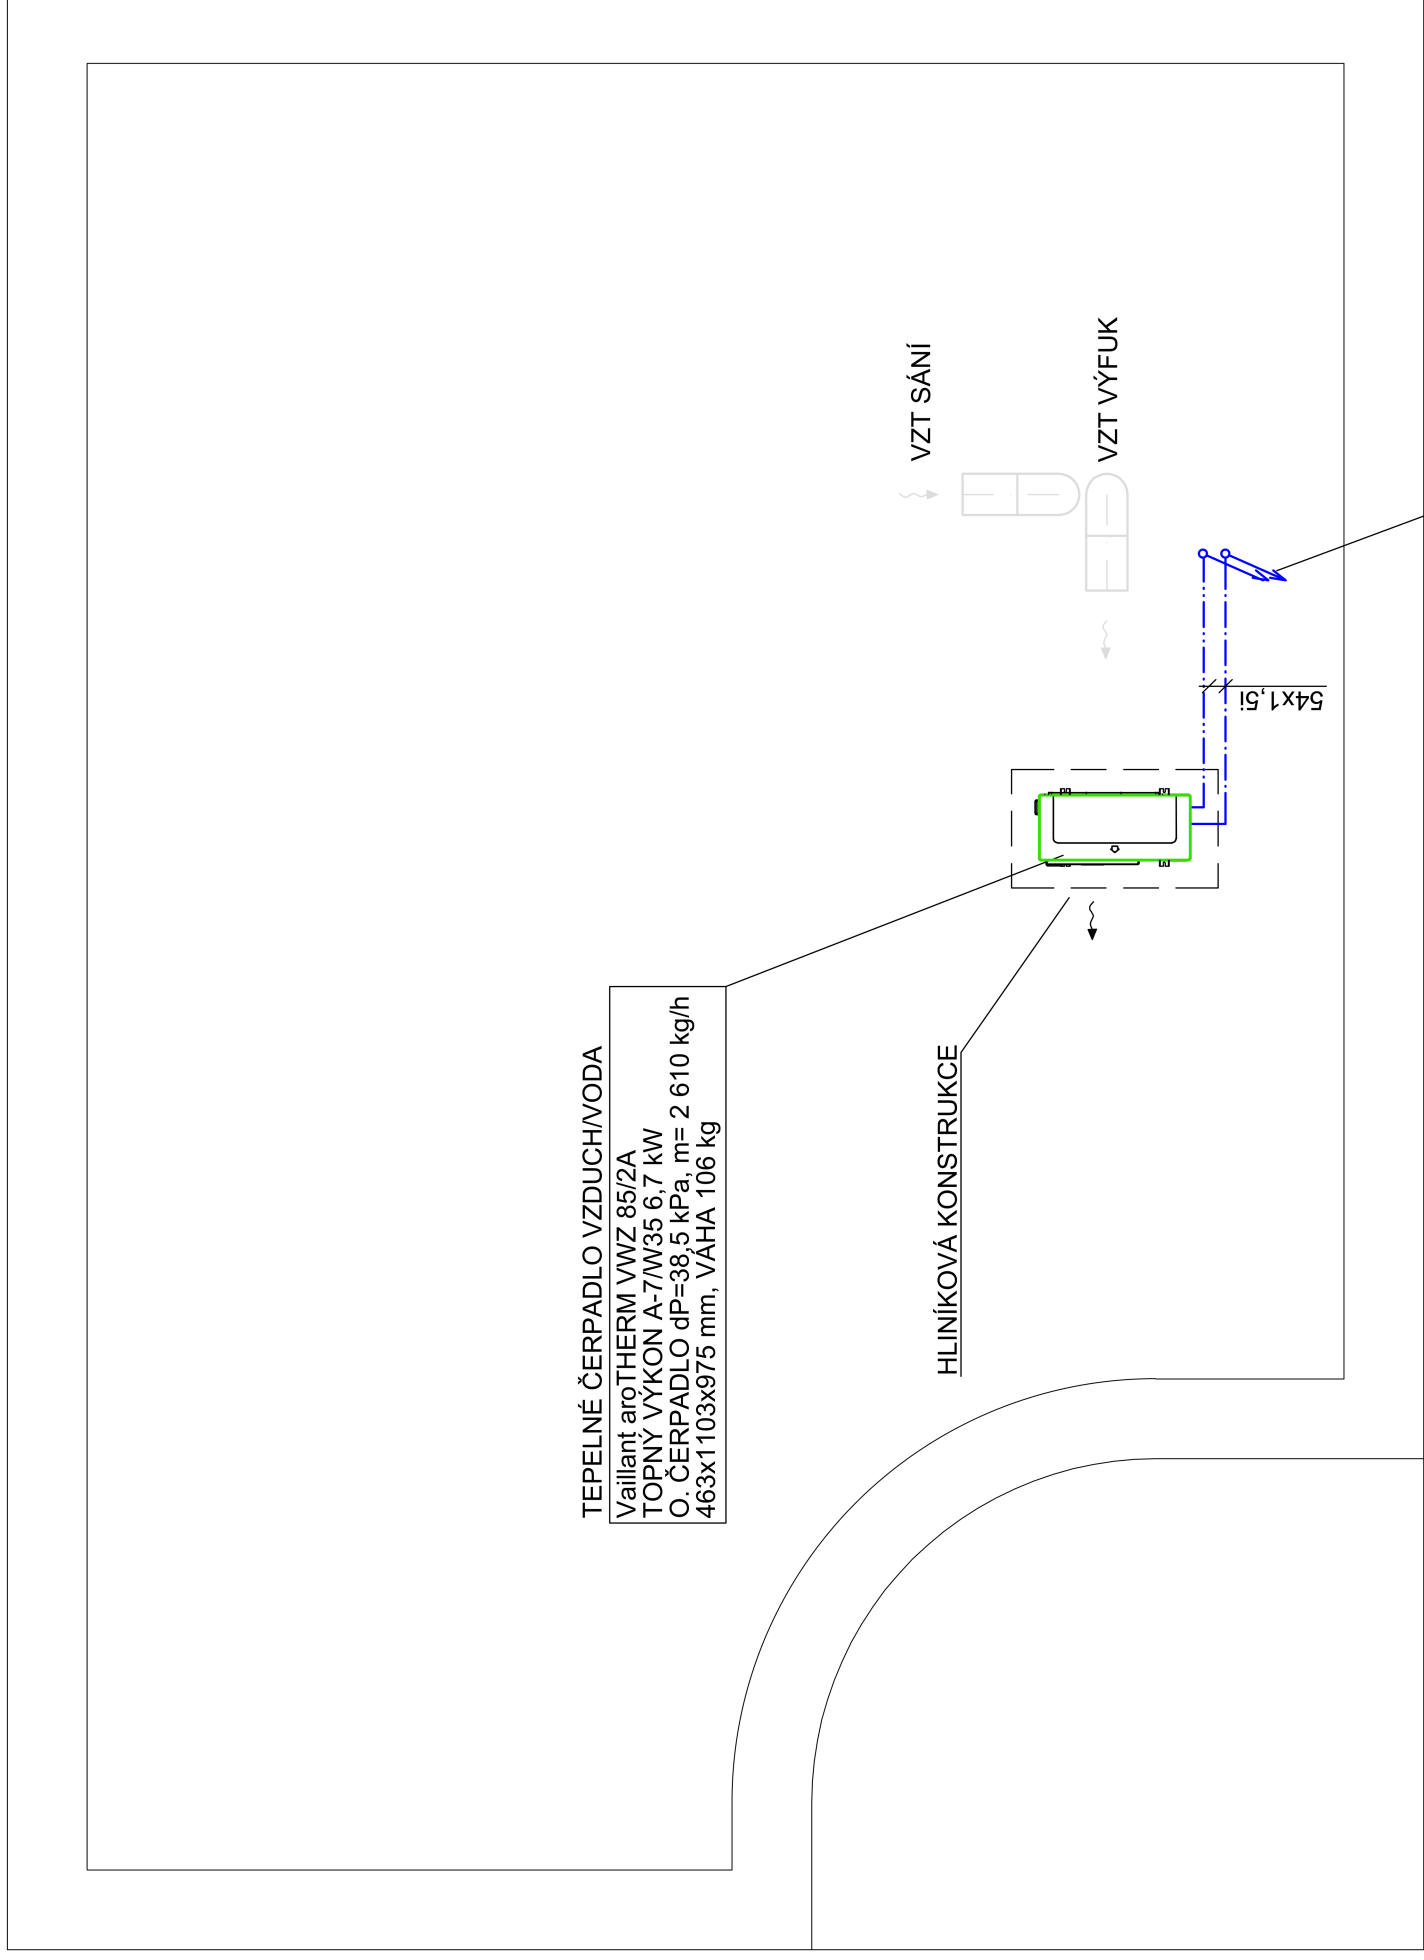 VZT SÁNÍ
VZT VÝFUK
54x1,5i
TEPELNÉ ČERPADLO VZDUCH/VODA
Vaillant aroTHERM VWZ 85/2A
TOPNÝ VÝKON A-7/W35 6,7 kW
O. ČERPADLO dP=38,5 kPa, m= 2 610 kg/h
463x1103x975 mm, VÁHA 106 kg
HLINÍKOVÁ KONSTRUKCE